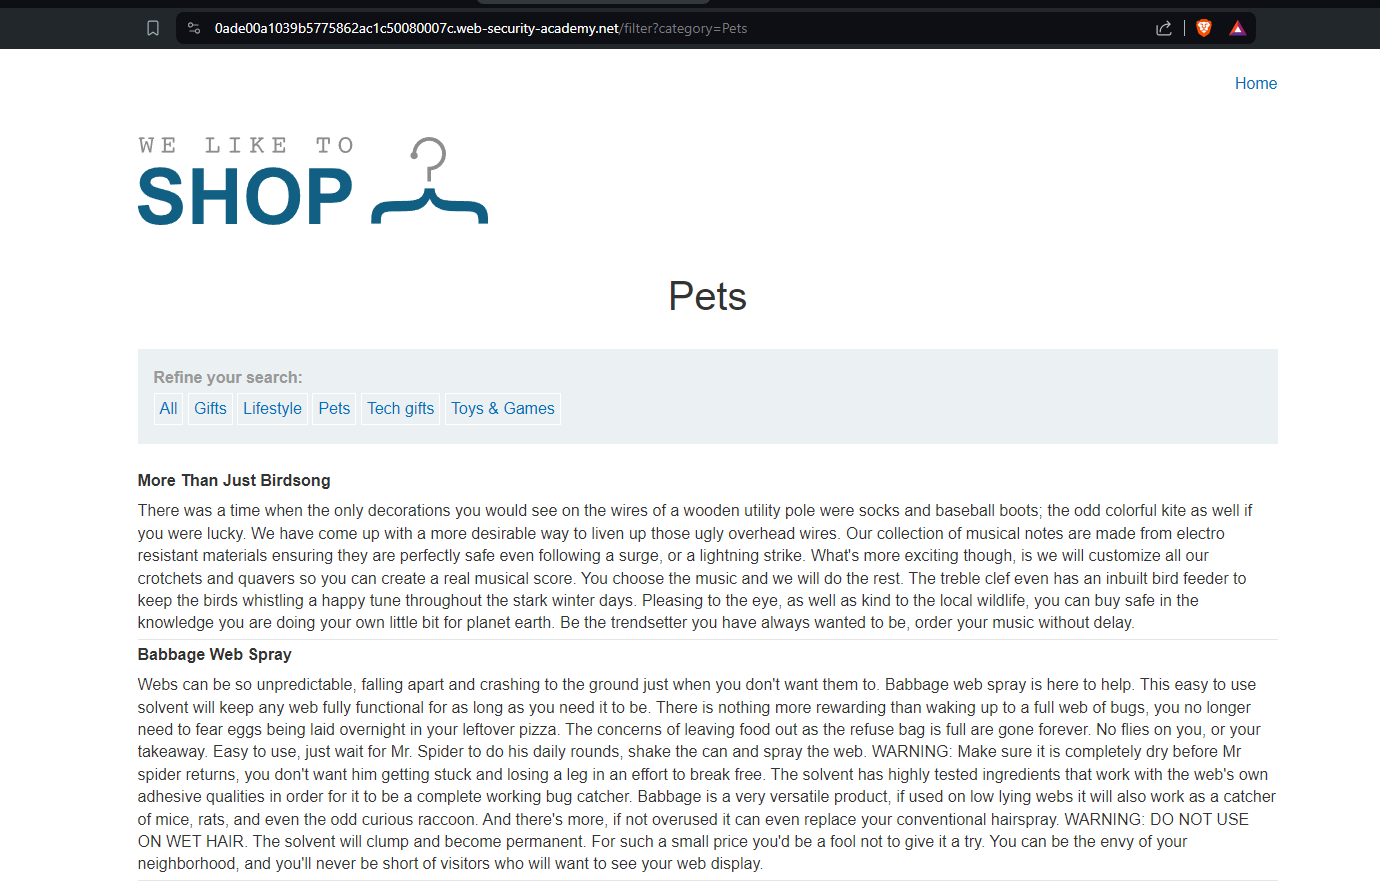 0ade00a1039b5775862ac1c50080007c.web-security-academy.net/filter?category=Pets
Home
WE LIKE TO
SHOP
Pets
Refine your search:
All Gifts Lifestyle Pets Tech gifts Toys & Games
More Than Just Birdsong
There was a time when the only decorations you would see on the wires of a wooden utility pole were socks and baseball boots; the odd colorful kite as well if
you were lucky. We have come up with a more desirable way to liven up those ugly overhead wires. Our collection of musical notes are made from electro
resistant materials ensuring they are perfectly safe even following a surge, or a lightning strike. What's more exciting though, is we will customize all our
crotchets and quavers so you can create a real musical score. You choose the music and we will do the rest. The treble clef even has an inbuilt bird feeder to
keep the birds whistling a happy tune throughout the stark winter days. Pleasing to the eye, as well as kind to the local wildlife, you can buy safe in the
knowledge you are doing your own little bit for planet earth. Be the trendsetter you have always wanted to be, order your music without delay.
Babbage Web Spray
Webs can be so unpredictable, falling apart and crashing to the ground just when you don't want them to. Babbage web spray is here to help. This easy to use
solvent will keep any web fully functional for as long as you need it to be. There is nothing more rewarding than waking up to a full web of bugs, you no longer
need to fear eggs being laid overnight in your leftover pizza. The concerns of leaving food out as the refuse bag is full are gone forever. No flies on you, or your
takeaway. Easy to use, just wait for Mr. Spider to do his daily rounds, shake the can and spray the web. WARNING: Make sure it is completely dry before Mr
spider returns, you don't want him getting stuck and losing a leg in an effort to break free. The solvent has highly tested ingredients that work with the web's own
adhesive qualities in order for it to be a complete working bug catcher. Babbage is a very versatile product, if used on low lying webs it will also work as a catcher
of mice, rats, and even the odd curious raccoon. And there's more, if not overused it can even replace your conventional hairspray. WARNING: DO NOT USE
ON WET HAIR. The solvent will clump and become permanent. For such a small price you'd be a fool not to give it a try. You can be the envy of your
neighborhood, and you'll never be short of visitors who will want to see your web display.